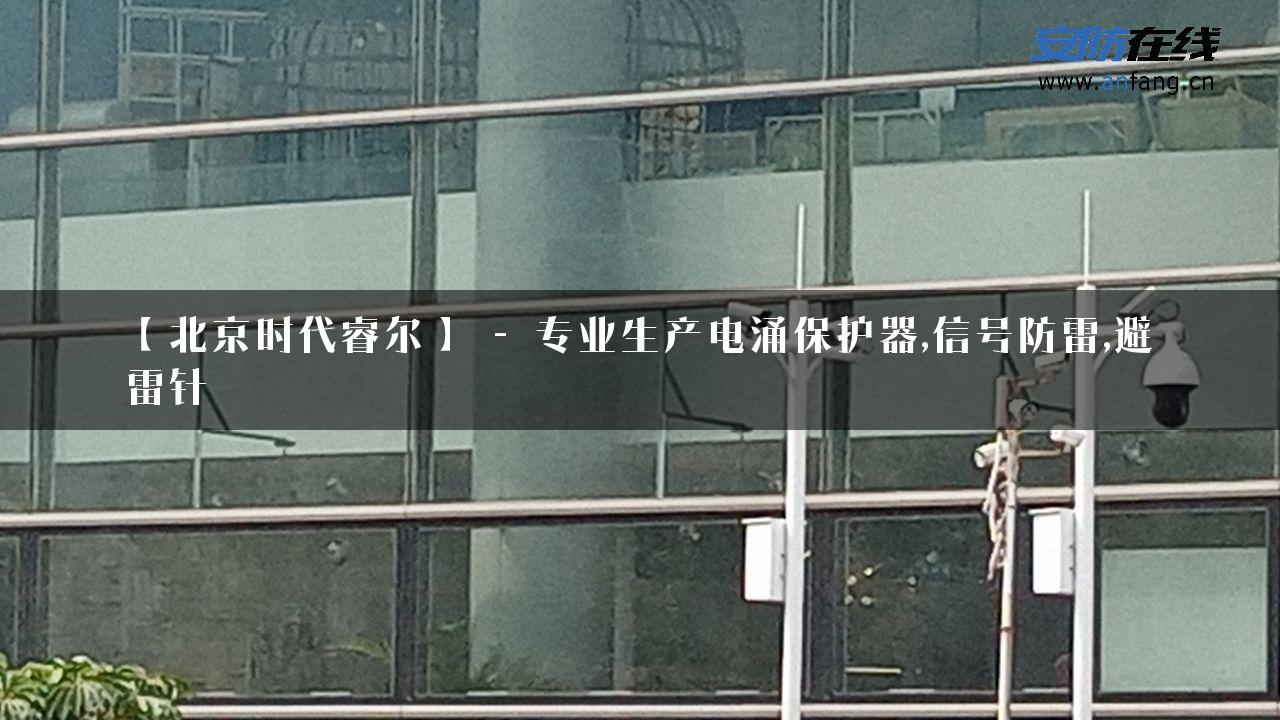 安防在线
www.anfang.cn
【北京时代睿尔】 - 专业生产电涌保护器,信号防雷,避
雷针